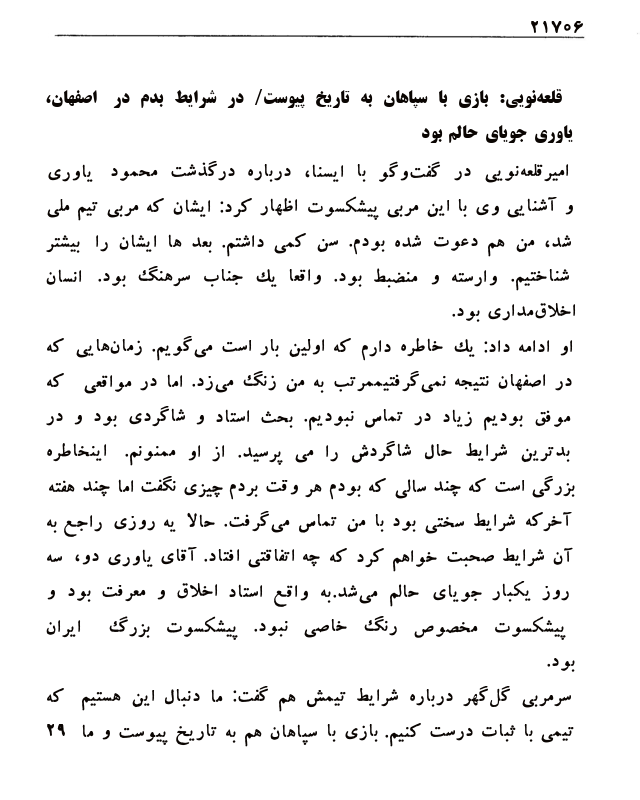 ۲۱۷۰۶
قلعه‌نویی: بازی با سپاهان به تاریخ پیوست/ در شرایط بدم در اصفهان،
یاوری جویای حالم بود
امیرقلعه‌نویی در گفت‌وگو با ایسنا، درباره درگذشت محمود یاوری
و آشنایی وی با این مربی پیشکسوت اظهار کرد: ایشان که مربی تیم ملی
شد، من هم دعوت شده بودم. سن کمی داشتم. بعد ها ایشان را بیشتر
شناختیم. وارسته و منضبط بود. واقعا یك جناب سرهنگ بود. انسان
اخلاق‌مداری بود.
او ادامه داد: یك خاطره دارم که اولین بار است می‌گویم. زمان‌هایی که
در اصفهان نتیجه نمی‌گرفتیممرتب به من زنگ می‌زد. اما در مواقعی که
موفق بودیم زیاد در تماس نبودیم. بحث استاد و شاگردی بود و در
بدترین شرایط حال شاگردش را می پرسید. از او ممنونم. اینخاطره
بزرگی است که چند سالی که بودم هر وقت بردم چیزی نگفت اما چند هفته
آخرکه شرایط سختی بود با من تماس می‌گرفت. حالا یه روزی راجع به
آن شرایط صحبت خواهم کرد که چه اتفاقتی افتاد. آقای یاوری دو، سه
روز یکبار جویای حالم می‌شد.به واقع استاد اخلاق و معرفت بود و
پیشکسوت مخصوص رنگ خاصی نبود. پیشکسوت بزرگ ایران
بود.
سرمربی گل‌گهر درباره شرایط تیمش هم گفت: ما دنبال این هستیم که
تیمی با ثبات درست کنیم. بازی با سپاهان هم به تاریخ پیوست و ما ۲۹